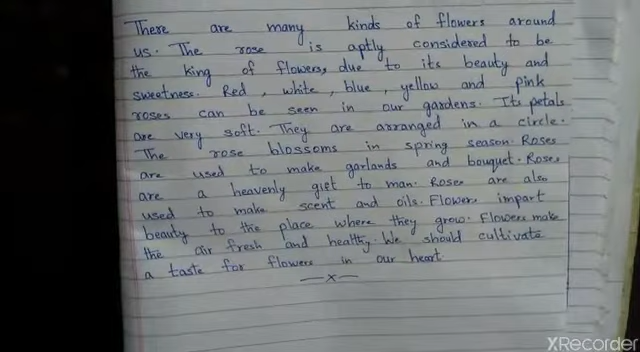 There are many kinds of flowers around
us. The rose is aptly considered to be
the king of flowers, due to its beauty and
sweetness. Red, white, blue, yellow and pink
roses can be seen in our gardens. Its petals
are very soft. They are arranged in a circle.
The rose blossoms in spring season. Roses
are used to make garlands and bouquet. Roses
are a heavenly gift to man. Roses are also
used to make scent and oils. Flowers impart
beauty to the place where they grow. Flowers make
the air fresh and healthy. We should cultivate
a taste for flowers in our heart.
—x—
XRecorder